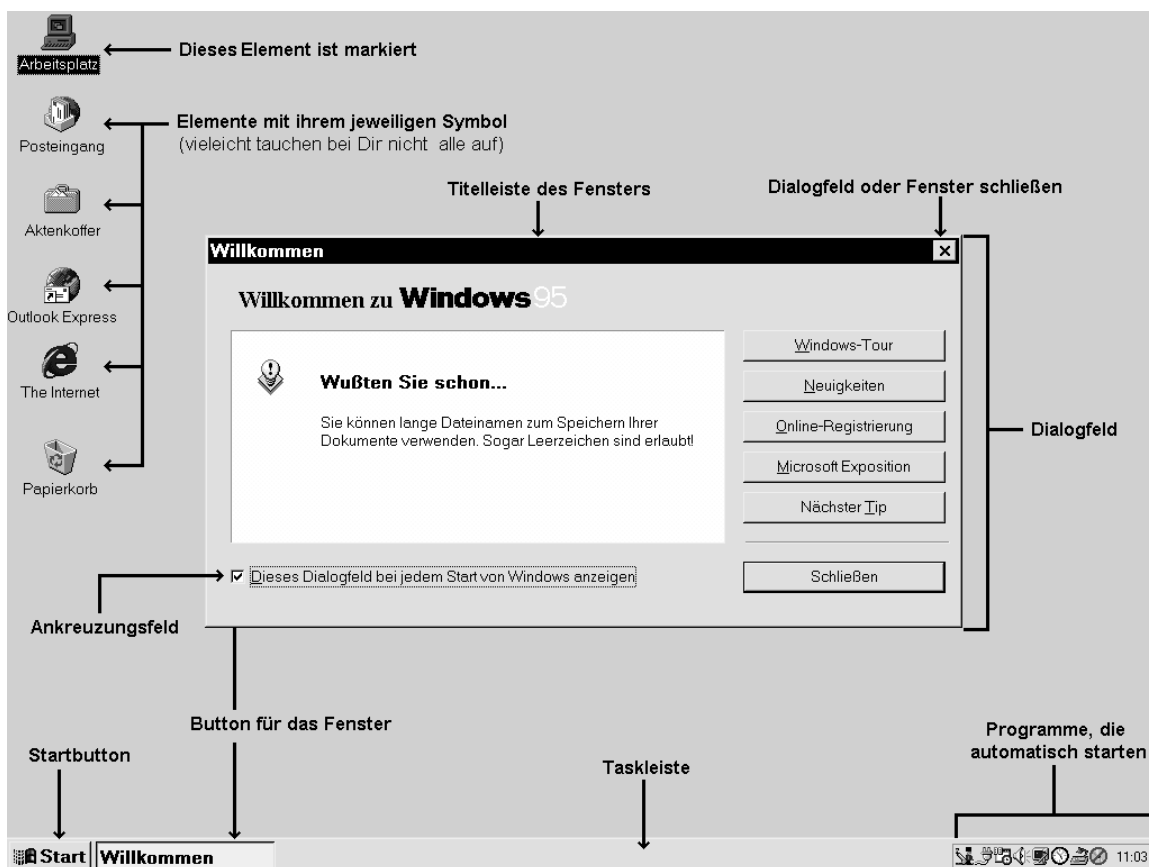 Arbeitsplatz
Dieses Element ist markiert
Posteingang
Elemente mit ihrem jeweiligen Symbol
(vieleicht tauchen bei Dir nicht alle auf)
Aktenkoffer
Outlook Express
The Internet
Papierkorb
Titelleiste des Fensters
Dialogfeld oder Fenster schließen
Willkommen
Willkommen zu Windows95
Wußten Sie schon...
Sie können lange Dateinamen zum Speichern Ihrer
Dokumente verwenden. Sogar Leerzeichen sind erlaubt!
Windows-Tour
Neuigkeiten
Online-Registrierung
Microsoft Exposition
Nächster Tip
Dialogfeld
Dieses Dialogfeld bei jedem Start von Windows anzeigen
Schließen
Ankreuzungsfeld
Button für das Fenster
Startbutton
Taskleiste
Programme, die
automatisch starten
Start
Willkommen
11:03